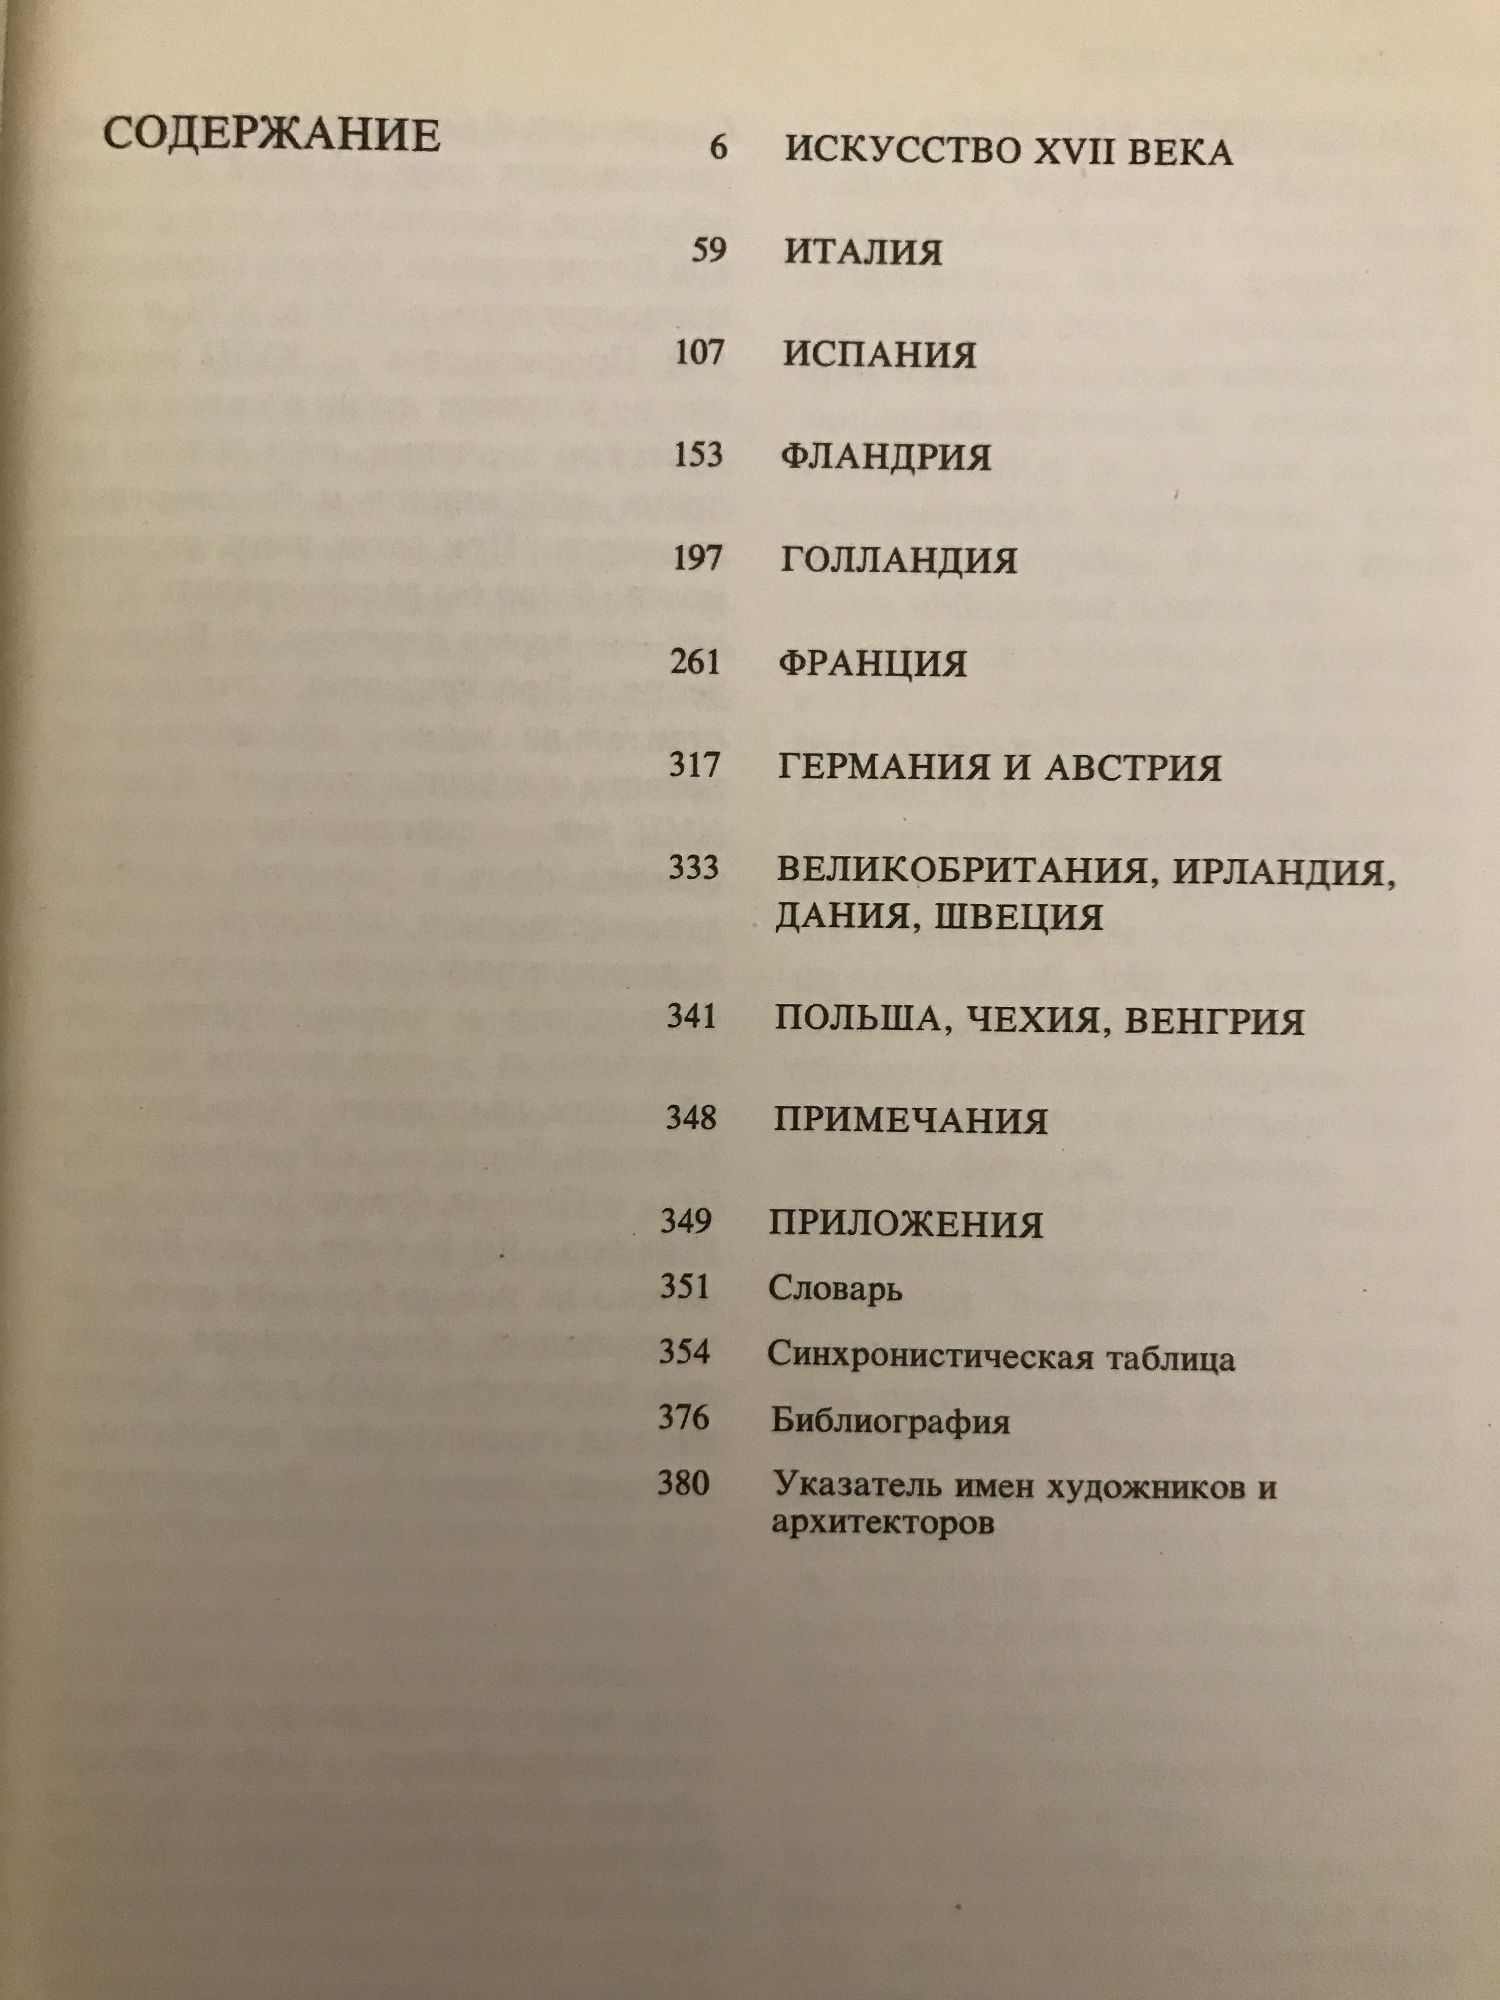 СОДЕРЖАНИЕ
6 ИСКУССТВО XVII ВЕКА
59 ИТАЛИЯ
107 ИСПАНИЯ
153 ФЛАНДРИЯ
197 ГОЛЛАНДИЯ
261 ФРАНЦИЯ
317 ГЕРМАНИЯ И АВСТРИЯ
333 ВЕЛИКОБРИТАНИЯ, ИРЛАНДИЯ,
ДАНИЯ, ШВЕЦИЯ
341 ПОЛЬША, ЧЕХИЯ, ВЕНГРИЯ
348 ПРИМЕЧАНИЯ
349 ПРИЛОЖЕНИЯ
351 Словарь
354 Синхронистическая таблица
376 Библиография
380 Указатель имен художников и
архитекторов